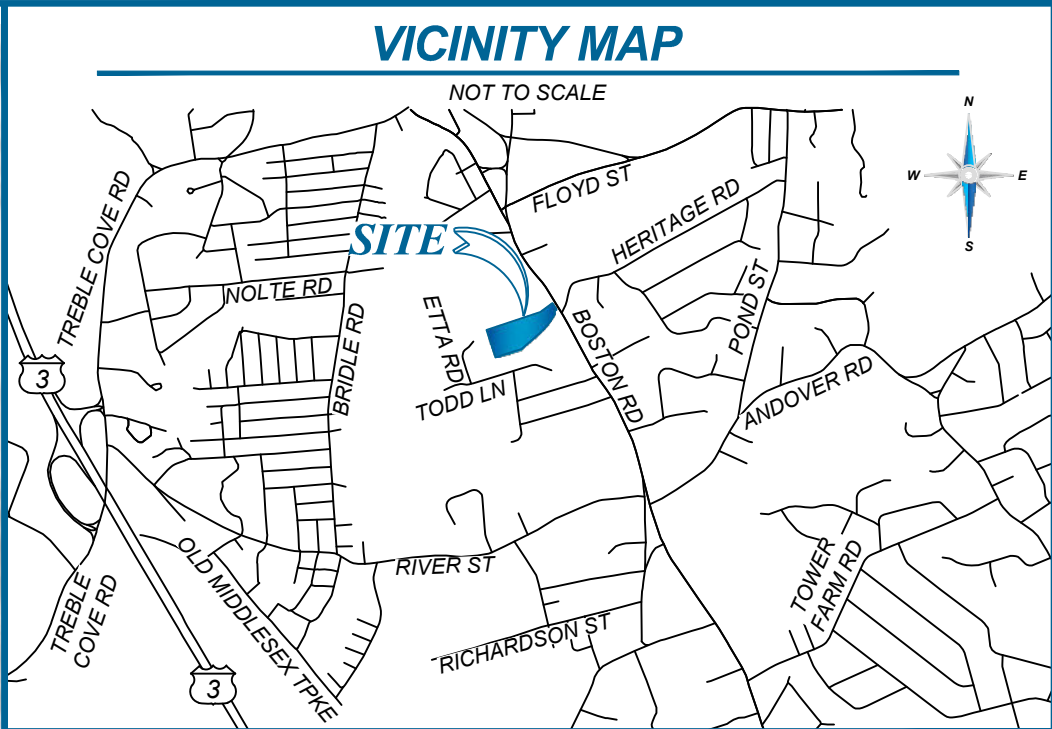 VICINITY MAP
NOT TO SCALE
N
W
E
S
FLOYD ST
HERITAGE RD
TREBLE COVE RD
SITE
NOLTE RD
ETTA RD
BRIDLE RD
BOSTON RD
POND ST
3
TODD LN
ANDOVER RD
RIVER ST
OLD MIDDLESEX TPKE
TOWER
FARM RD
TREBLE
COVE RD
RICHARDSON ST
3